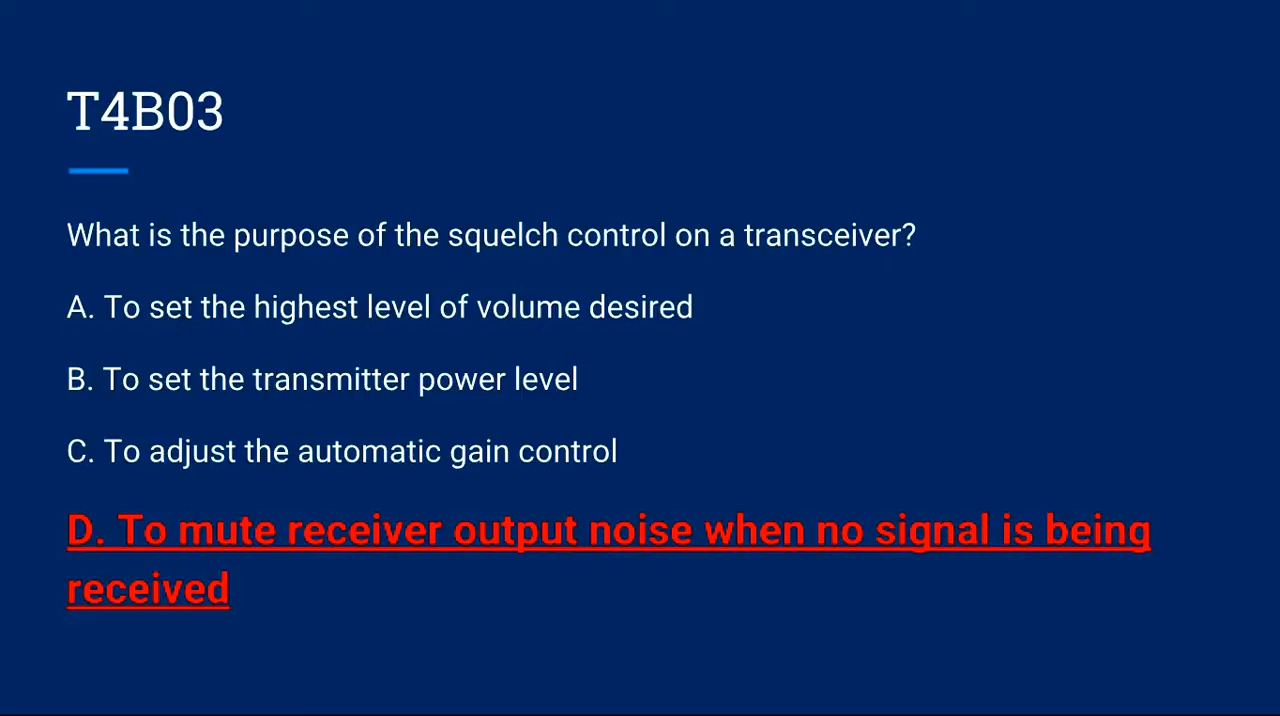 T4B03
What is the purpose of the squelch control on a transceiver?
A. To set the highest level of volume desired
B. To set the transmitter power level
C. To adjust the automatic gain control
D. To mute receiver output noise when no signal is being
received